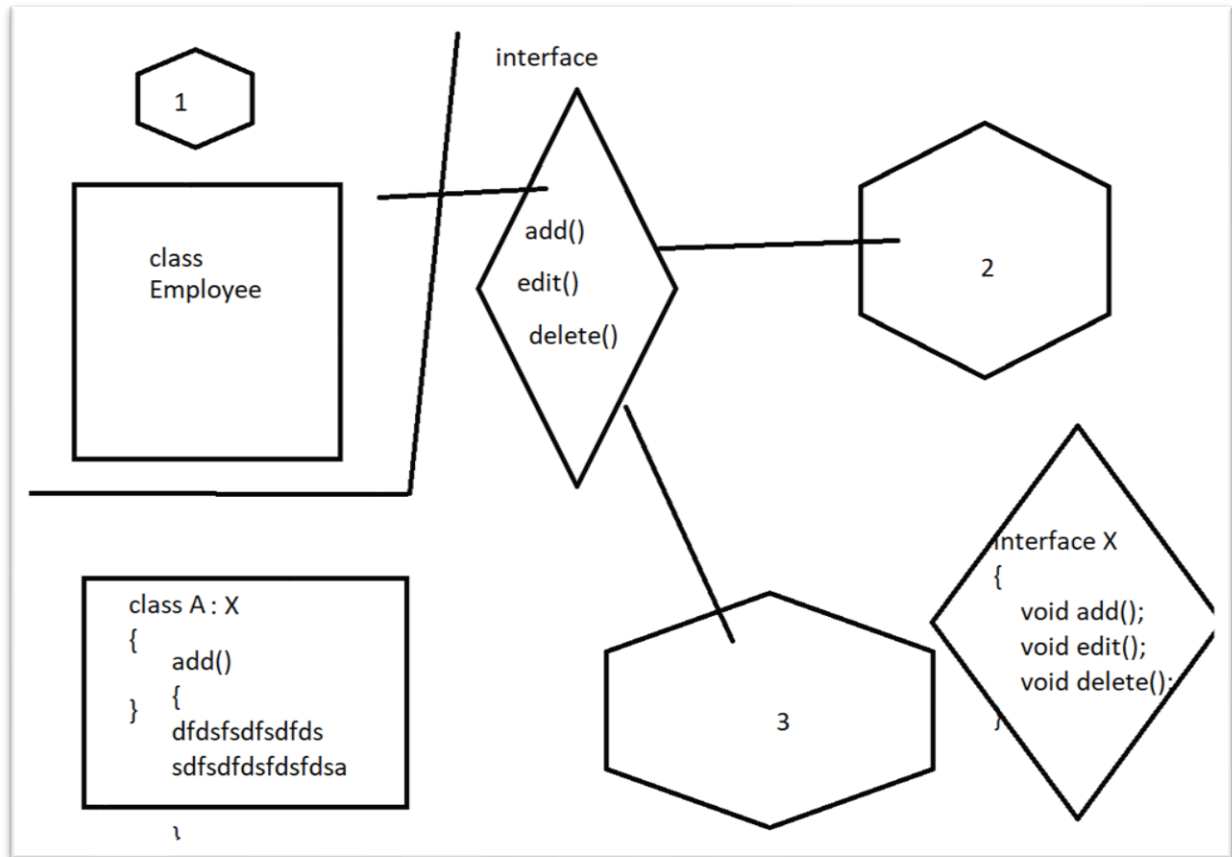 interface
1
class
Employee
add()
edit()
delete()
2
class A : X
{
add()
{
}
dfdsfsdfsdfds
sdfsdfdsfdsfdsa
}
3
interface X
{
void add();
void edit();
void delete();
}